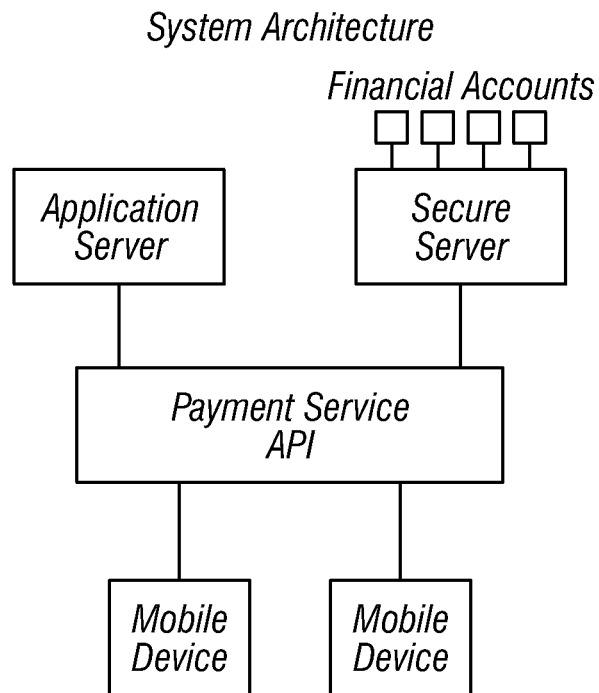 System Architecture
Financial Accounts
Application
Server
Secure
Server
Payment Service
API
Mobile
Device
Mobile
Device